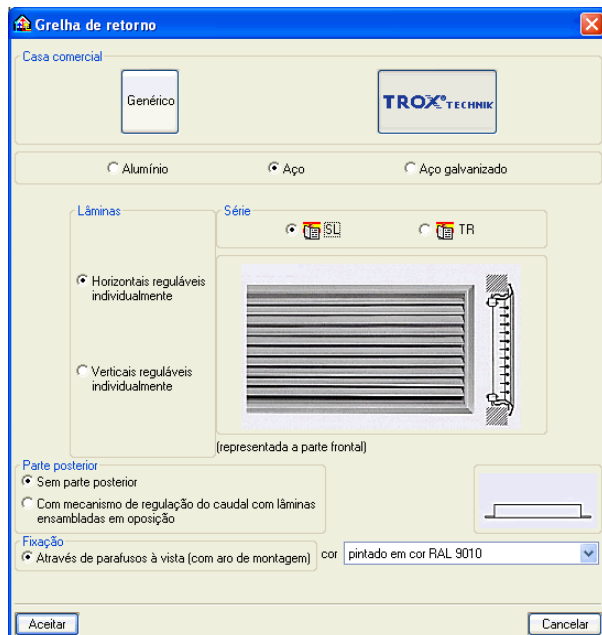 Grelha de retorno
Casa comercial
Genérico
TROX® TECHNIK
Alumínio
Aço
Aço galvanizado
Lâminas
Série
SL
TR
Horizontais reguláveis
individualmente
Verticais reguláveis
individualmente
(representada a parte frontal)
Parte posterior
Sem parte posterior
Com mecanismo de regulação do caudal com lâminas
ensambladas em oposição
Fixação
Através de parafusos à vista (com aro de montagem)
cor
pintado em cor RAL 9010
Aceitar
Cancelar